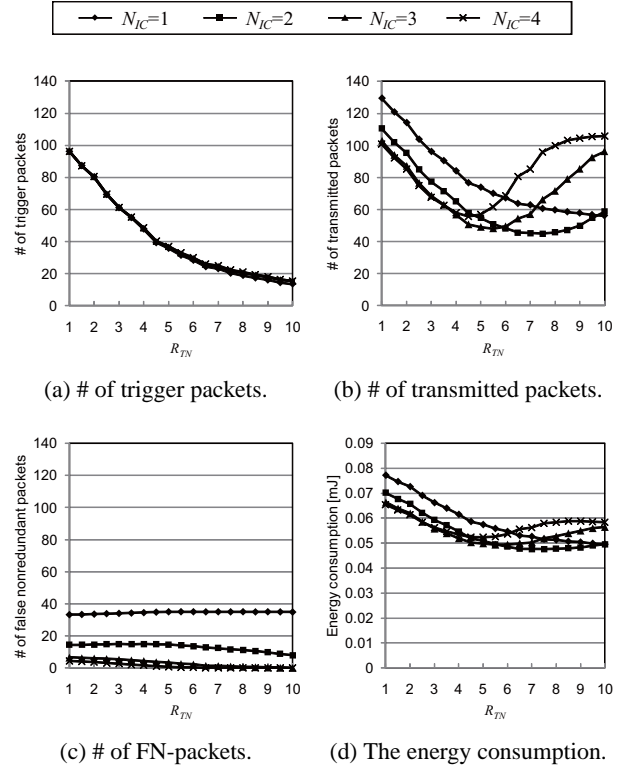 N_IC=1 N_IC=2 N_IC=3 N_IC=4
# of trigger packets
140
120
100
80
60
40
20
0
1 2 3 4 5 6 7 8 9 10
R_TN
(a) # of trigger packets.
# of transmitted packets
140
120
100
80
60
40
20
0
1 2 3 4 5 6 7 8 9 10
R_TN
(b) # of transmitted packets.
# of false nonredundant packets
140
120
100
80
60
40
20
0
1 2 3 4 5 6 7 8 9 10
R_TN
(c) # of FN-packets.
Energy consumption [mJ]
0.09
0.08
0.07
0.06
0.05
0.04
0.03
0.02
0.01
0
1 2 3 4 5 6 7 8 9 10
R_TN
(d) The energy consumption.